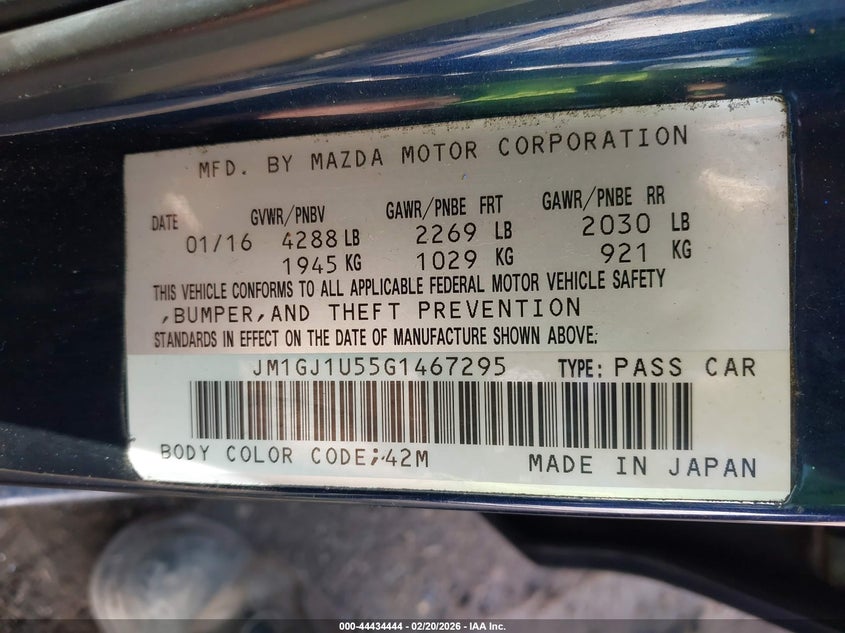 MFD. BY MAZDA MOTOR CORPORATION
DATE GVWR/PNBV GAWR/PNBE FRT GAWR/PNBE RR
01/16 4288 LB 2269 LB 2030 LB
1945 KG 1029 KG 921 KG
THIS VEHICLE CONFORMS TO ALL APPLICABLE FEDERAL MOTOR VEHICLE SAFETY
,BUMPER,AND THEFT PREVENTION
STANDARDS IN EFFECT ON THE DATE OF MANUFACTURE SHOWN ABOVE.
JM1GJ1U55G1467295 TYPE: PASS CAR
BODY COLOR CODE: 42M MADE IN JAPAN
000-44434444 - 02/20/2026 - IAA Inc.